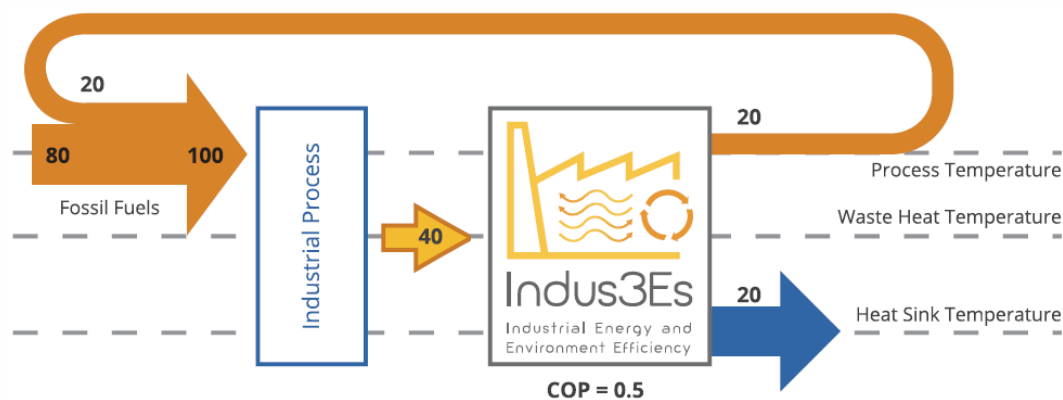 20
80
100
Fossil Fuels
Industrial Process
40
Indus3Es
Industrial Energy and
Environment Efficiency
COP = 0.5
20
Process Temperature
Waste Heat Temperature
20
Heat Sink Temperature